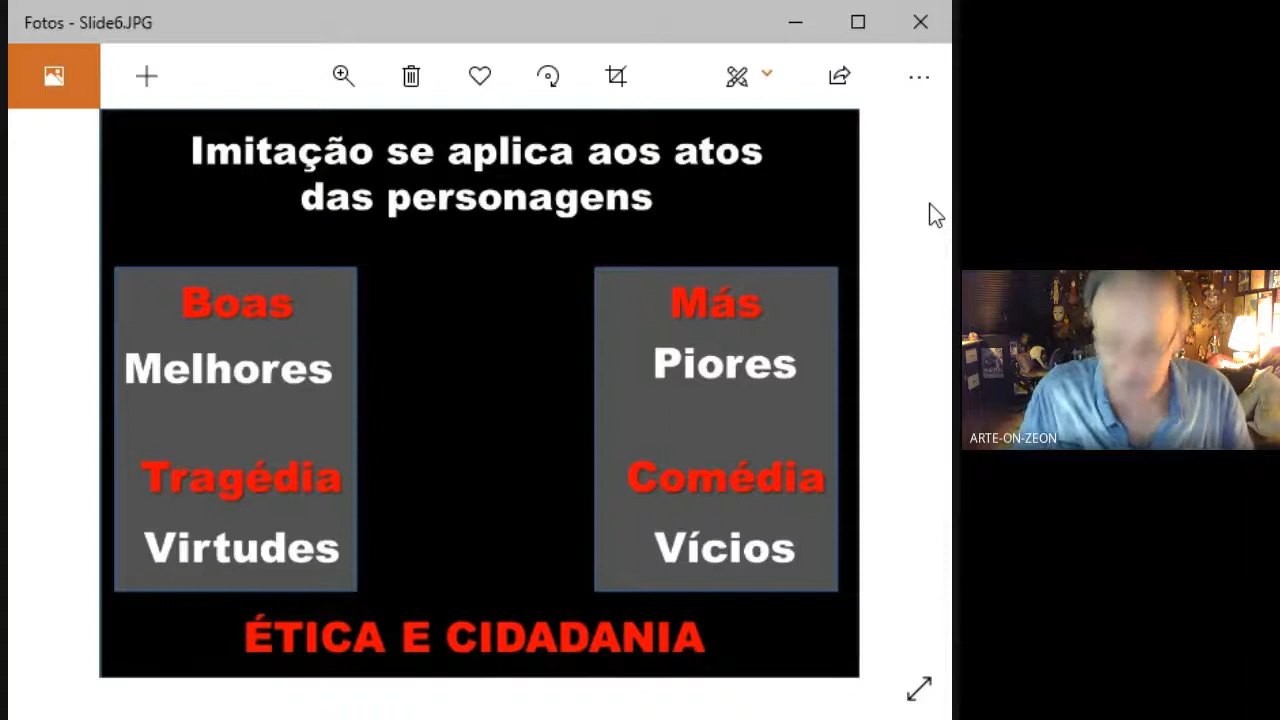 Fotos - Slide6.JPG
Imitação se aplica aos atos
das personagens
Boas
Melhores
Tragédia
Virtudes
Más
Piores
Comédia
Vícios
ÉTICA E CIDADANIA
ARTE-ON-ZEON